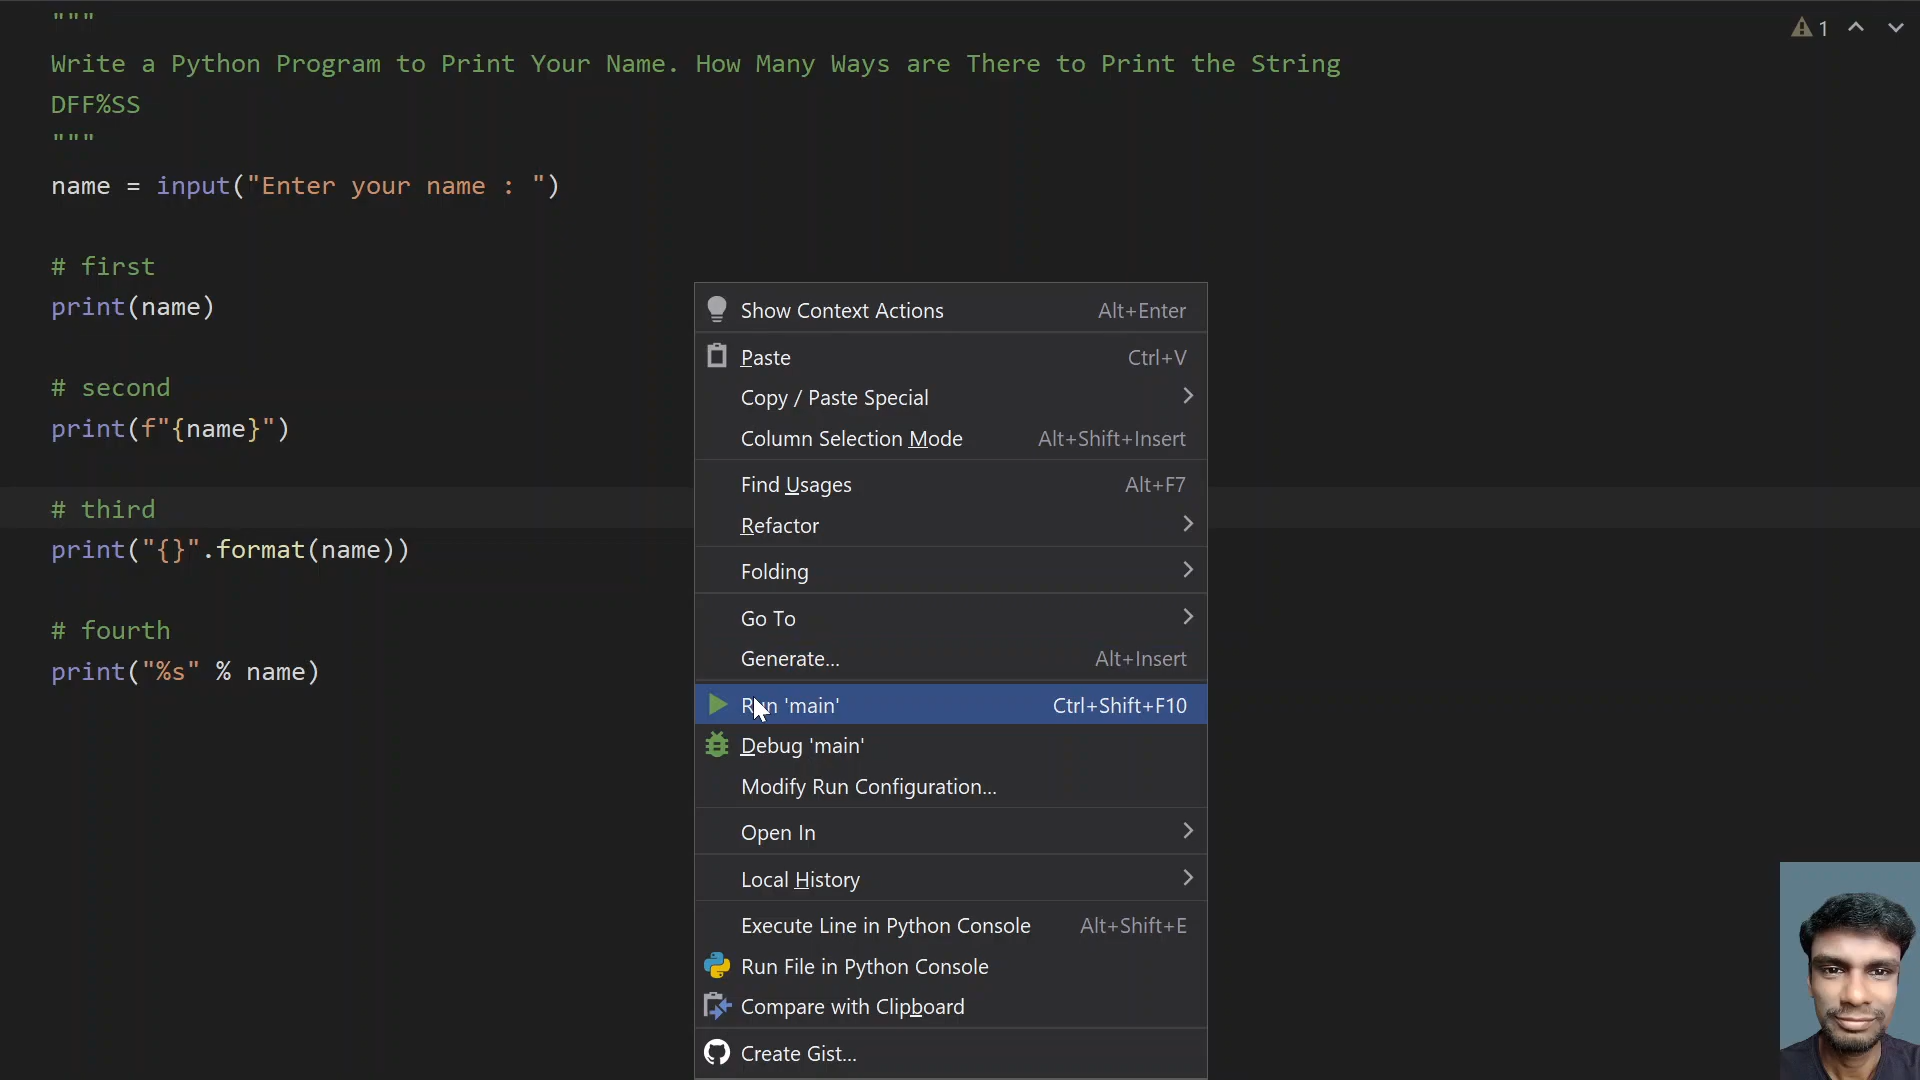 """
1
Write a Python Program to Print Your Name. How Many Ways are There to Print the String
DFF%SS
"""
name = input("Enter your name : ")
# first
print(name)
# second
print(f"{name}")
# third
print("{}".format(name))
# fourth
print("%s" % name)
Show Context Actions Alt+Enter
Paste Ctrl+V
Copy / Paste Special
Column Selection Mode Alt+Shift+Insert
Find Usages Alt+F7
Refactor
Folding
Go To
Generate... Alt+Insert
Run 'main' Ctrl+Shift+F10
Debug 'main'
Modify Run Configuration...
Open In
Local History
Execute Line in Python Console Alt+Shift+E
Run File in Python Console
Compare with Clipboard
Create Gist...